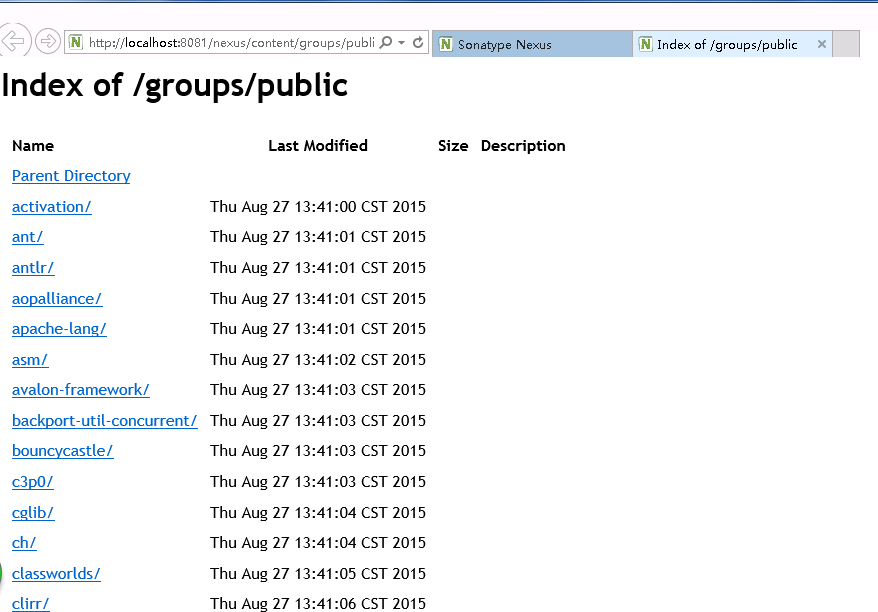 http://localhost:8081/nexus/content/groups/publi Sonatype Nexus Index of /groups/public
Index of /groups/public
Name Last Modified Size Description
Parent Directory
activation/ Thu Aug 27 13:41:00 CST 2015
ant/ Thu Aug 27 13:41:01 CST 2015
antlr/ Thu Aug 27 13:41:01 CST 2015
aopalliance/ Thu Aug 27 13:41:01 CST 2015
apache-lang/ Thu Aug 27 13:41:01 CST 2015
asm/ Thu Aug 27 13:41:02 CST 2015
avalon-framework/ Thu Aug 27 13:41:03 CST 2015
backport-util-concurrent/ Thu Aug 27 13:41:03 CST 2015
bouncycastle/ Thu Aug 27 13:41:03 CST 2015
c3p0/ Thu Aug 27 13:41:03 CST 2015
cglib/ Thu Aug 27 13:41:04 CST 2015
ch/ Thu Aug 27 13:41:04 CST 2015
classworlds/ Thu Aug 27 13:41:05 CST 2015
clirr/ Thu Aug 27 13:41:06 CST 2015